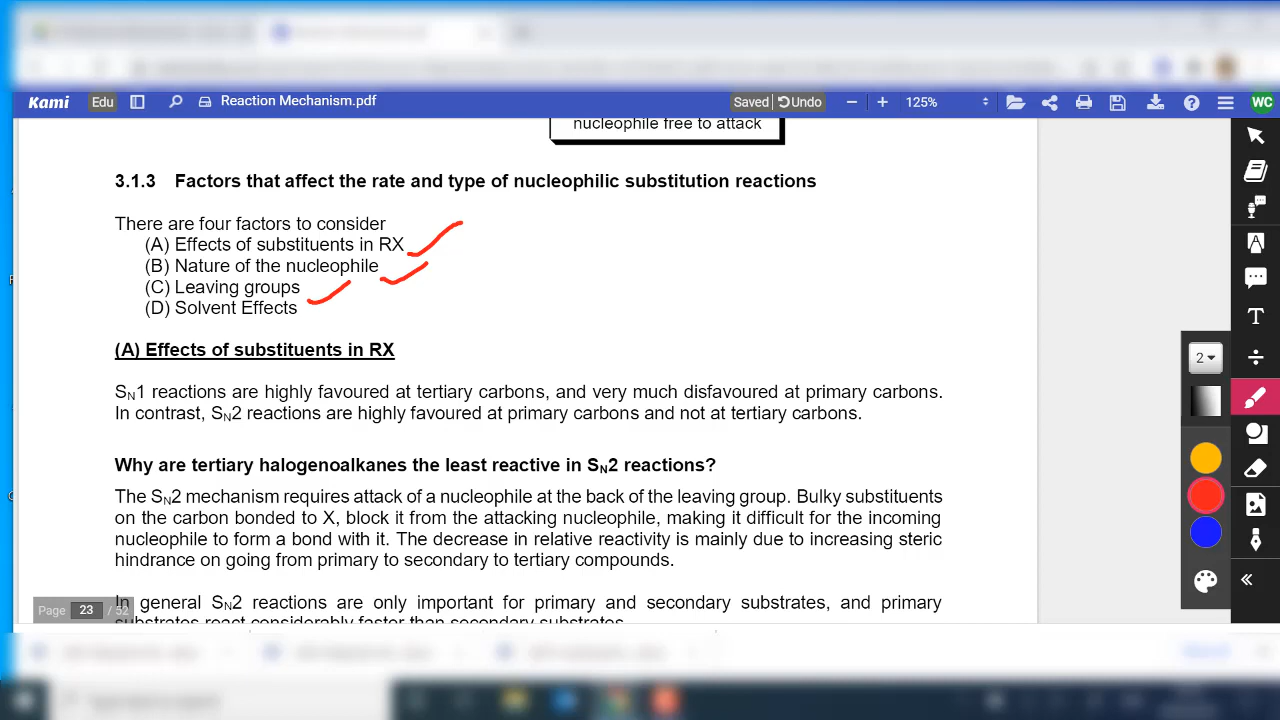 Kami Edu Reaction Mechanism.pdf Saved Undo 125% WC
nucleophile free to attack
3.1.3 Factors that affect the rate and type of nucleophilic substitution reactions
There are four factors to consider
(A) Effects of substituents in RX
(B) Nature of the nucleophile
(C) Leaving groups
(D) Solvent Effects
2
(A) Effects of substituents in RX
SN1 reactions are highly favoured at tertiary carbons, and very much disfavoured at primary carbons.
In contrast, SN2 reactions are highly favoured at primary carbons and not at tertiary carbons.
Why are tertiary halogenoalkanes the least reactive in SN2 reactions?
The SN2 mechanism requires attack of a nucleophile at the back of the leaving group. Bulky substituents
on the carbon bonded to X, block it from the attacking nucleophile, making it difficult for the incoming
nucleophile to form a bond with it. The decrease in relative reactivity is mainly due to increasing steric
hindrance on going from primary to secondary to tertiary compounds.
In general SN2 reactions are only important for primary and secondary substrates, and primary
Page 23 / 52
substrates react considerably faster than secondary substrates.